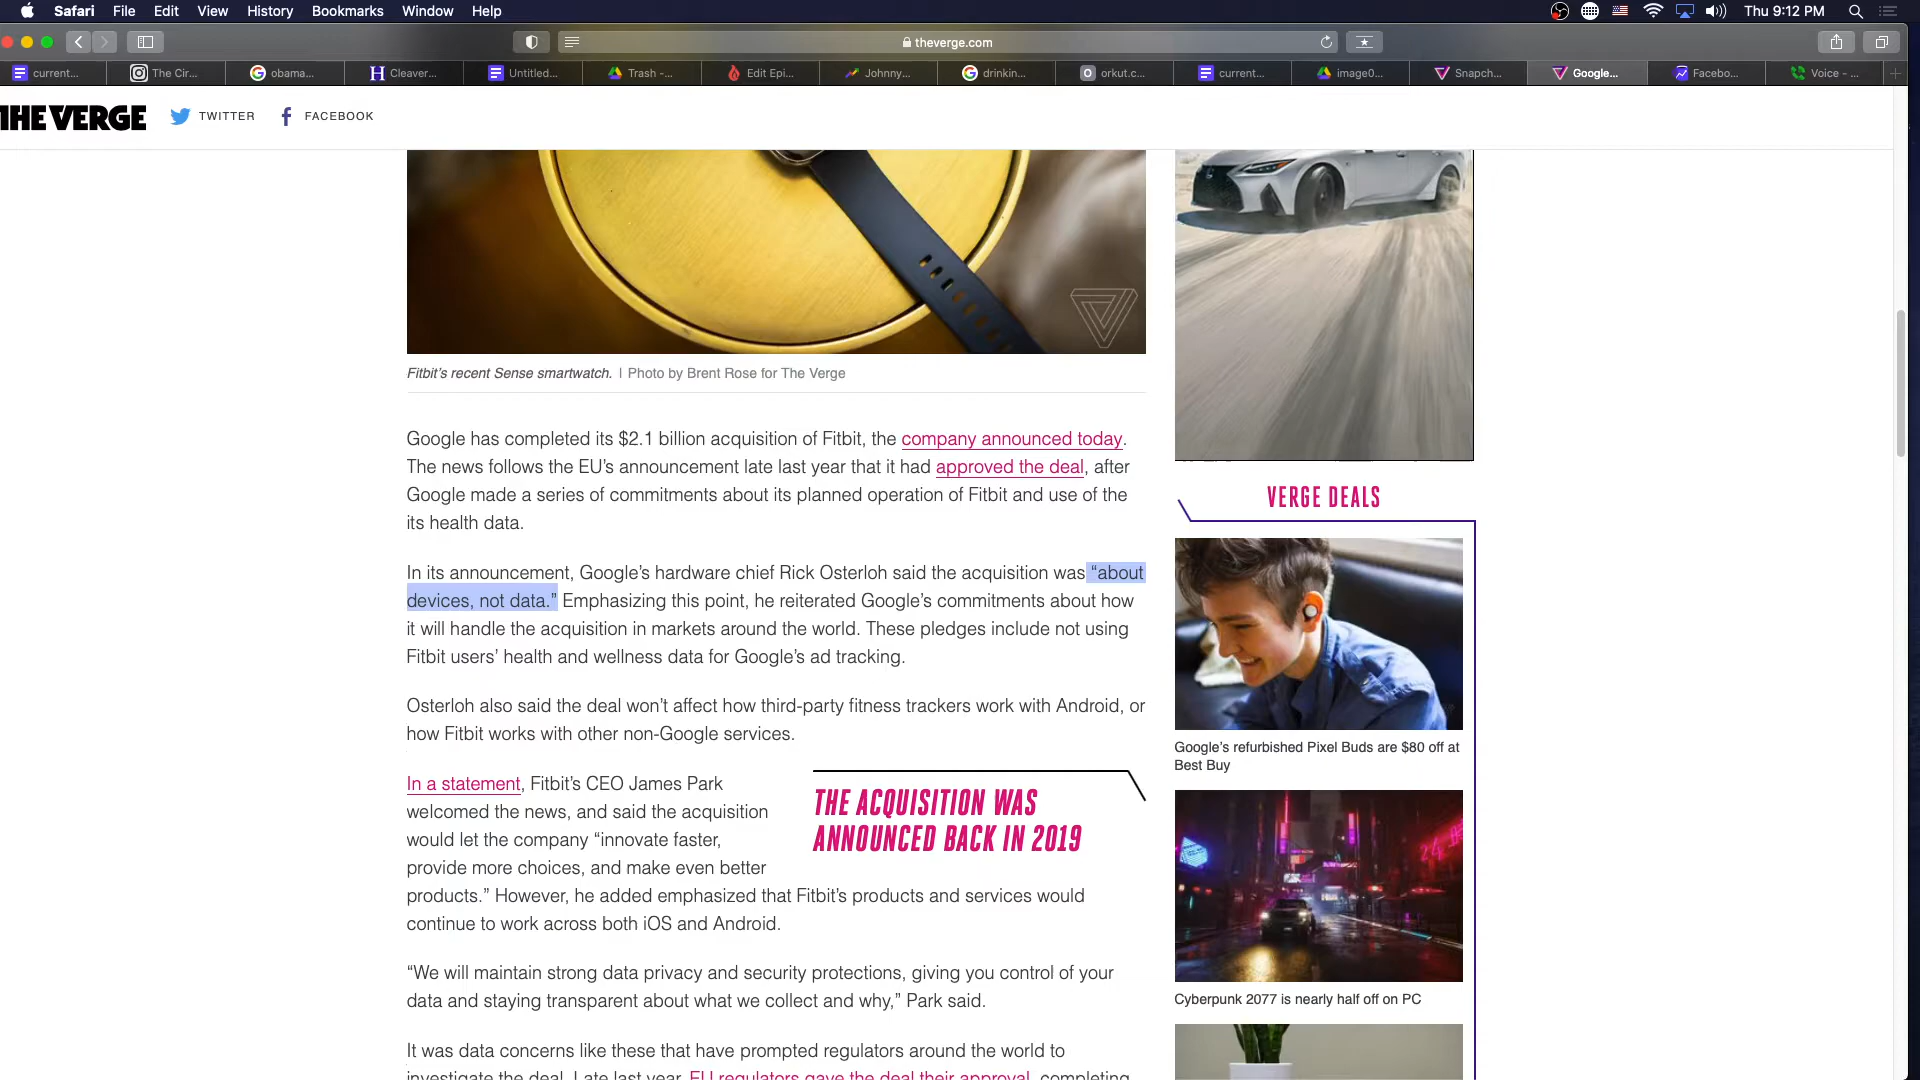 Safari File Edit View History Bookmarks Window Help Thu 9:12 PM
theverge.com
current... The Cir... obama... Cleaver... Untitled... Trash -... Edit Epi... Johnny... drinkin... orkut.c... current... image0... Snapch... Google... Facebo... Voice - ...
THE VERGE TWITTER FACEBOOK
Fitbit’s recent Sense smartwatch. | Photo by Brent Rose for The Verge
Google has completed its $2.1 billion acquisition of Fitbit, the company announced today.
The news follows the EU’s announcement late last year that it had approved the deal, after
Google made a series of commitments about its planned operation of Fitbit and use of the
its health data.
In its announcement, Google’s hardware chief Rick Osterloh said the acquisition was “about
devices, not data.” Emphasizing this point, he reiterated Google’s commitments about how
it will handle the acquisition in markets around the world. These pledges include not using
Fitbit users’ health and wellness data for Google’s ad tracking.
Osterloh also said the deal won’t affect how third-party fitness trackers work with Android, or
how Fitbit works with other non-Google services.
In a statement, Fitbit’s CEO James Park
welcomed the news, and said the acquisition
would let the company “innovate faster,
provide more choices, and make even better
products.” However, he added emphasized that Fitbit’s products and services would
continue to work across both iOS and Android.
THE ACQUISITION WAS
ANNOUNCED BACK IN 2019
“We will maintain strong data privacy and security protections, giving you control of your
data and staying transparent about what we collect and why,” Park said.
It was data concerns like these that have prompted regulators around the world to
investigate the deal. Late last year, EU regulators gave the deal their approval, completing
VERGE DEALS
Google’s refurbished Pixel Buds are $80 off at
Best Buy
Cyberpunk 2077 is nearly half off on PC